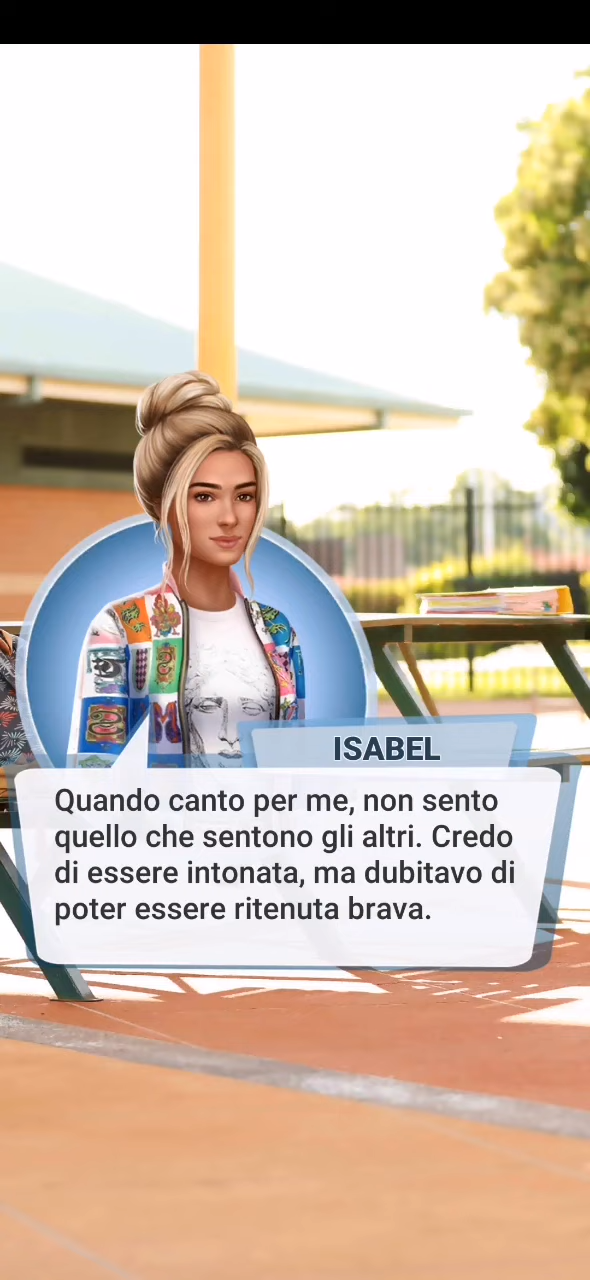 ISABEL
Quando canto per me, non sento
quello che sentono gli altri. Credo
di essere intonata, ma dubitavo di
poter essere ritenuta brava.